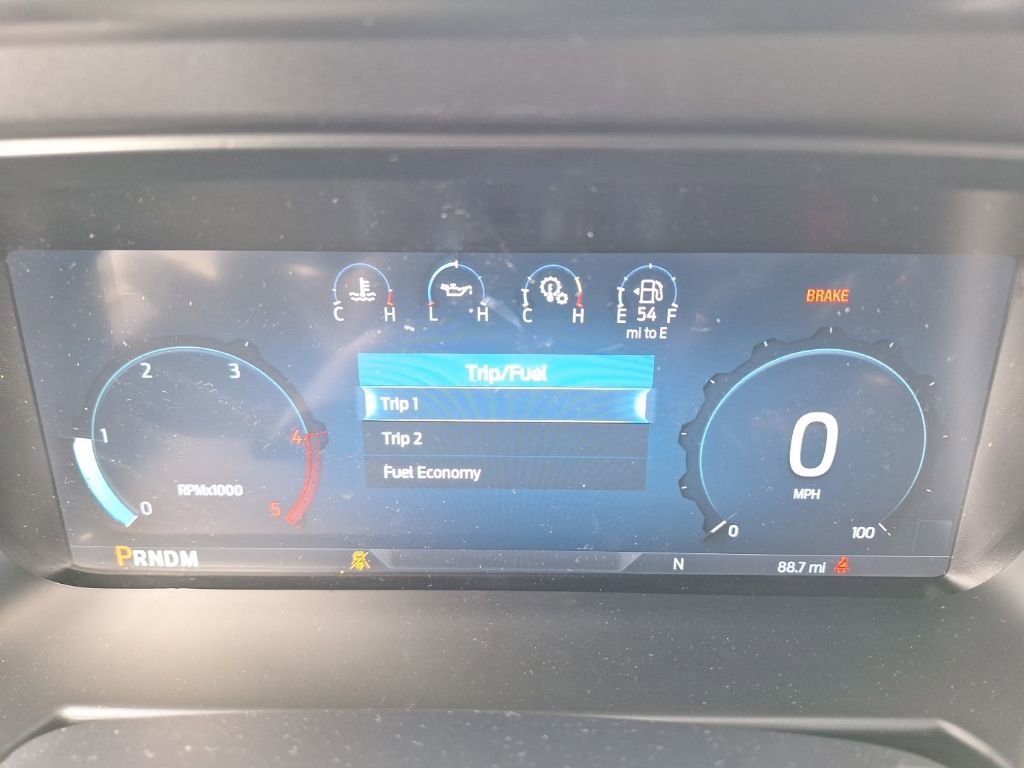 C H
L H
C H
E 54 F
mi to E
BRAKE
Trip/Fuel
Trip 1
Trip 2
Fuel Economy
0
1
2
3
4
5
RPMx1000
0
MPH
0
100
PRNDM
N
88.7 mi